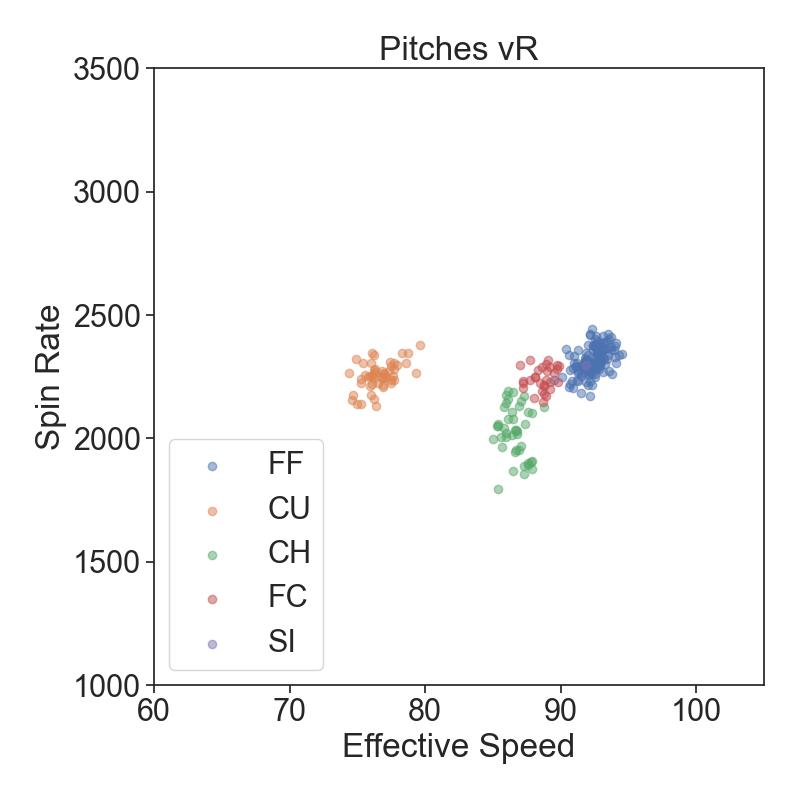 Pitches vR
3500
3000
2500
2000
1500
1000
Spin Rate
FF
CU
CH
FC
SI
60 70 80 90 100
Effective Speed